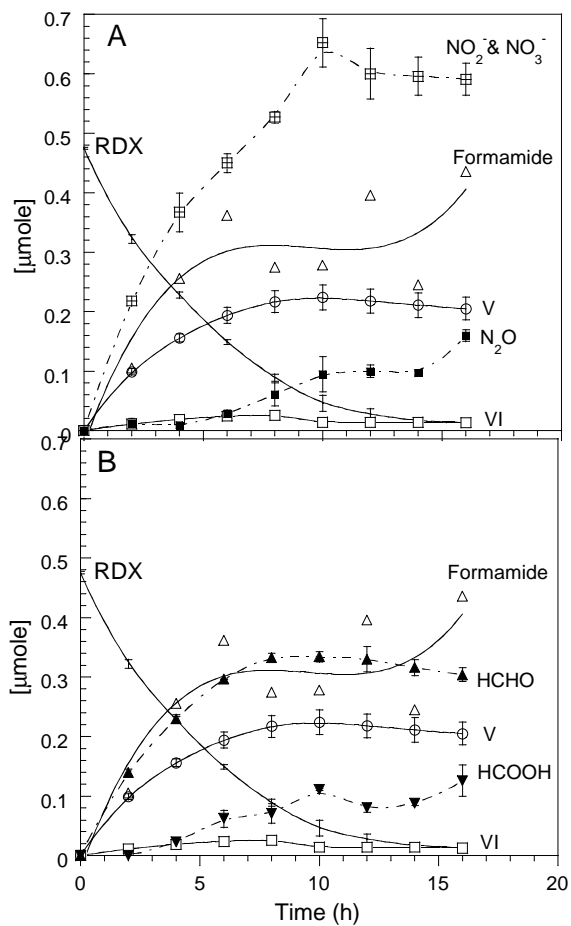 A
0.7
0.6
0.5
0.4
0.3
0.2
0.1
0
[µmole]
NO₂⁻ & NO₃⁻
RDX
Formamide
V
N₂O
VI
B
0.7
0.6
0.5
0.4
0.3
0.2
0.1
0
[µmole]
RDX
Formamide
HCHO
V
HCOOH
VI
0 5 10 15 20
Time (h)